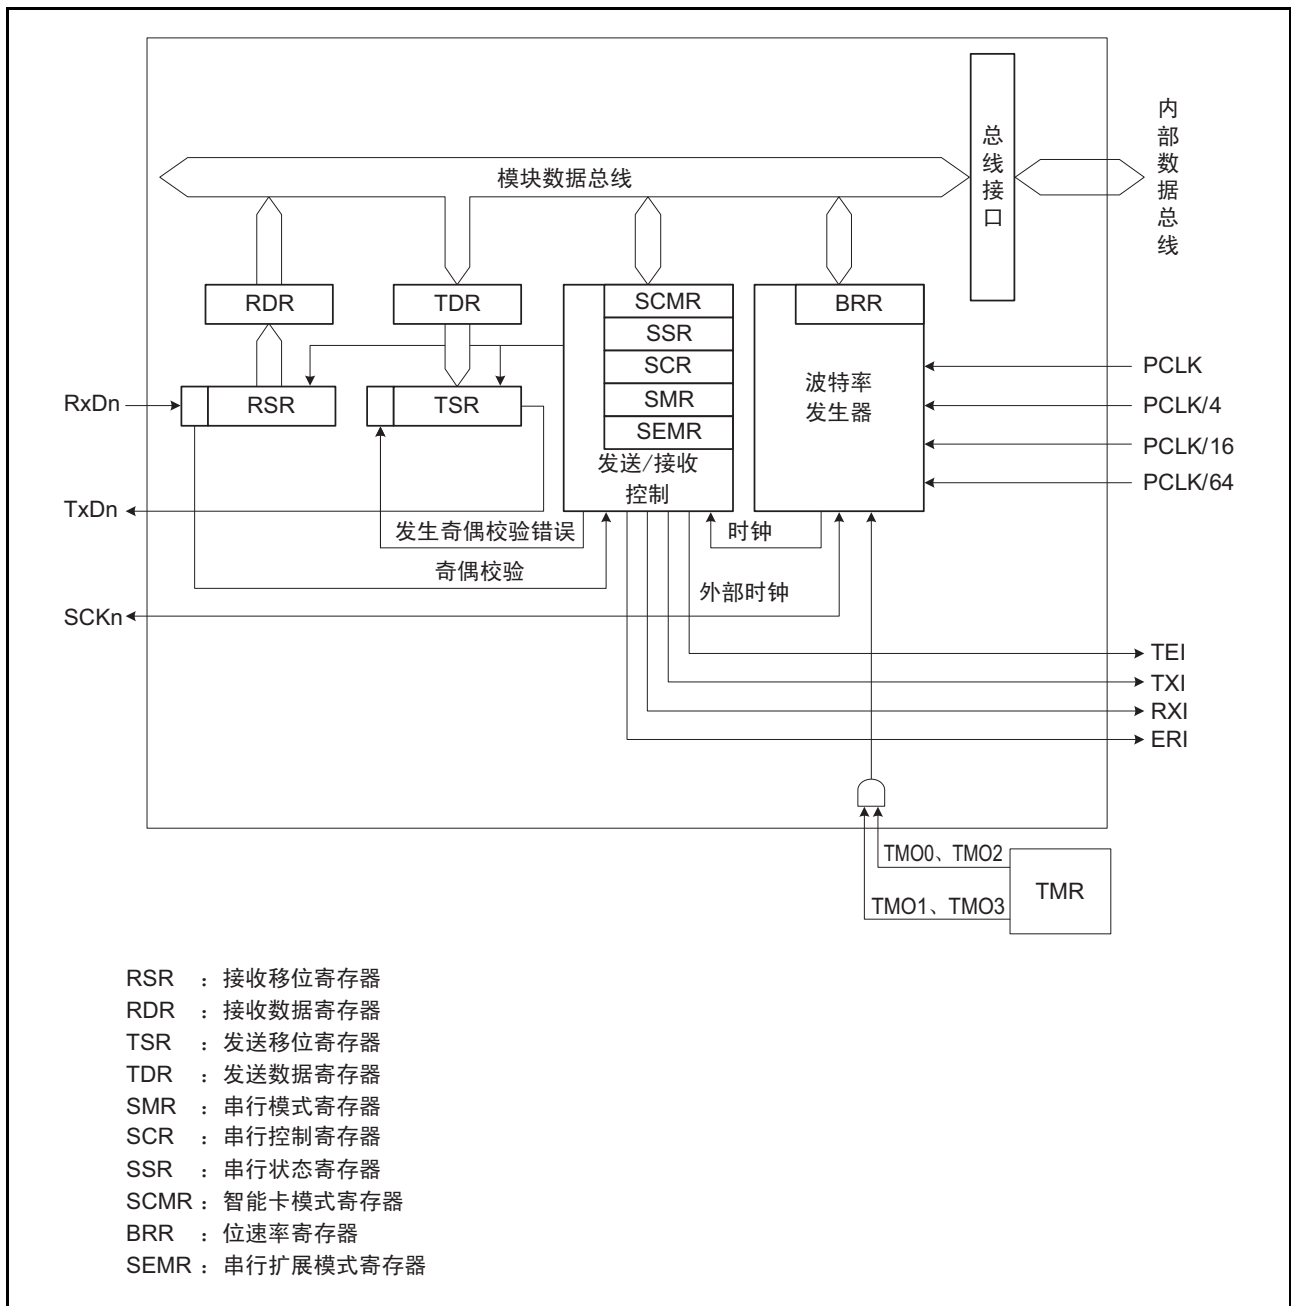 总线接口
内部数据总线
模块数据总线
RDR
TDR
SCMR
BRR
SSR
SCR
SMR
SEMR
发送/接收
控制
波特率
发生器
PCLK
PCLK/4
PCLK/16
PCLK/64
RxDn
RSR
TSR
TxDn
发生奇偶校验错误
时钟
奇偶校验
外部时钟
SCKn
TEI
TXI
RXI
ERI
TMO0、TMO2
TMO1、TMO3
TMR
RSR ：接收移位寄存器
RDR ：接收数据寄存器
TSR ：发送移位寄存器
TDR ：发送数据寄存器
SMR ：串行模式寄存器
SCR ：串行控制寄存器
SSR ：串行状态寄存器
SCMR ：智能卡模式寄存器
BRR ：位速率寄存器
SEMR ：串行扩展模式寄存器